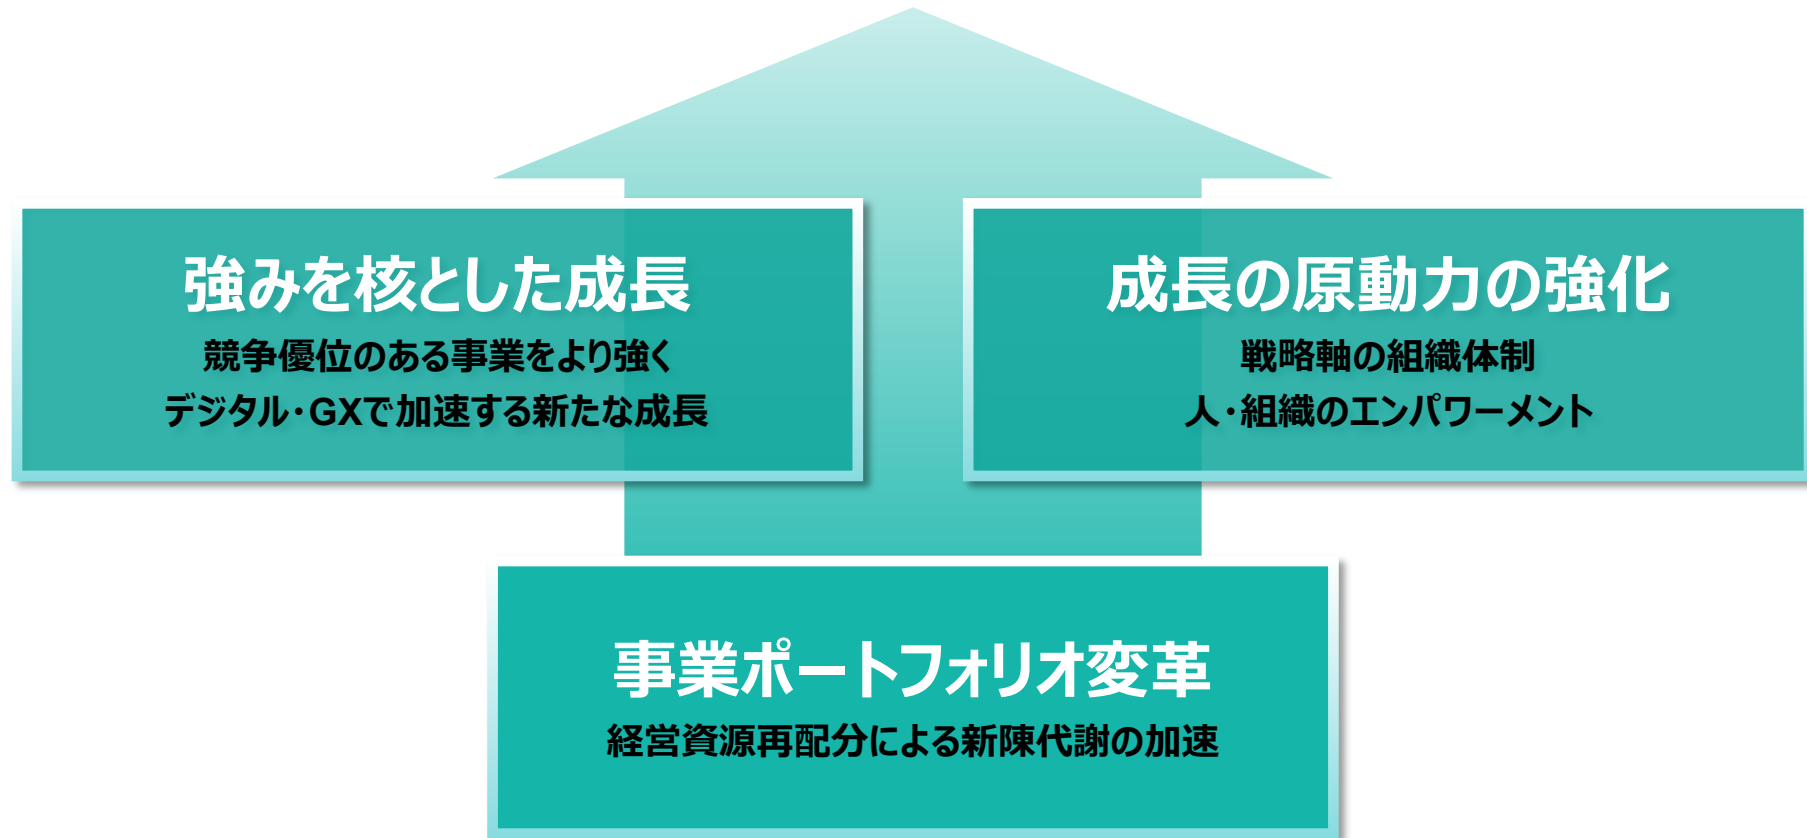 強みを核とした成長
競争優位のある事業をより強く
デジタル・GXで加速する新たな成長
成長の原動力の強化
戦略軸の組織体制
人・組織のエンパワーメント
事業ポートフォリオ変革
経営資源再配分による新陳代謝の加速